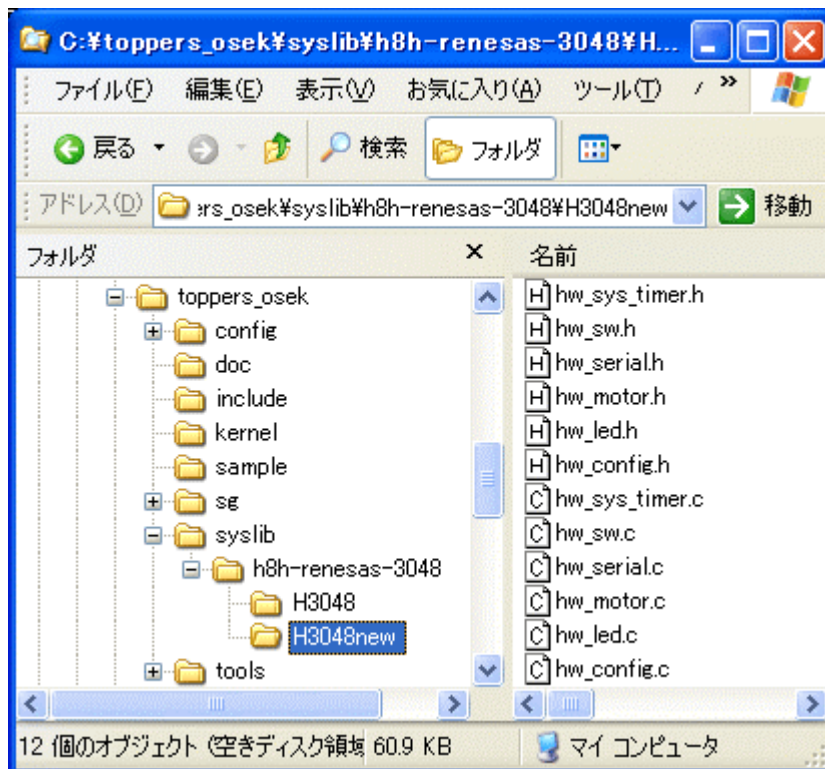 C:¥toppers_osek¥syslib¥h8h-renesas-3048¥H...
ファイル(F) 編集(E) 表示(V) お気に入り(A) ツール(T) »
戻る 検索 フォルダ
アドレス(D) ers_osek¥syslib¥h8h-renesas-3048¥H3048new 移動
フォルダ × 名前
toppers_osek
config
doc
include
kernel
sample
sg
syslib
h8h-renesas-3048
H3048
H3048new
tools
H hw_sys_timer.h
H hw_sw.h
H hw_serial.h
H hw_motor.h
H hw_led.h
H hw_config.h
C hw_sys_timer.c
C hw_sw.c
C hw_serial.c
C hw_motor.c
C hw_led.c
C hw_config.c
12 個のオブジェクト (空きディスク領域 60.9 KB マイ コンピュータ